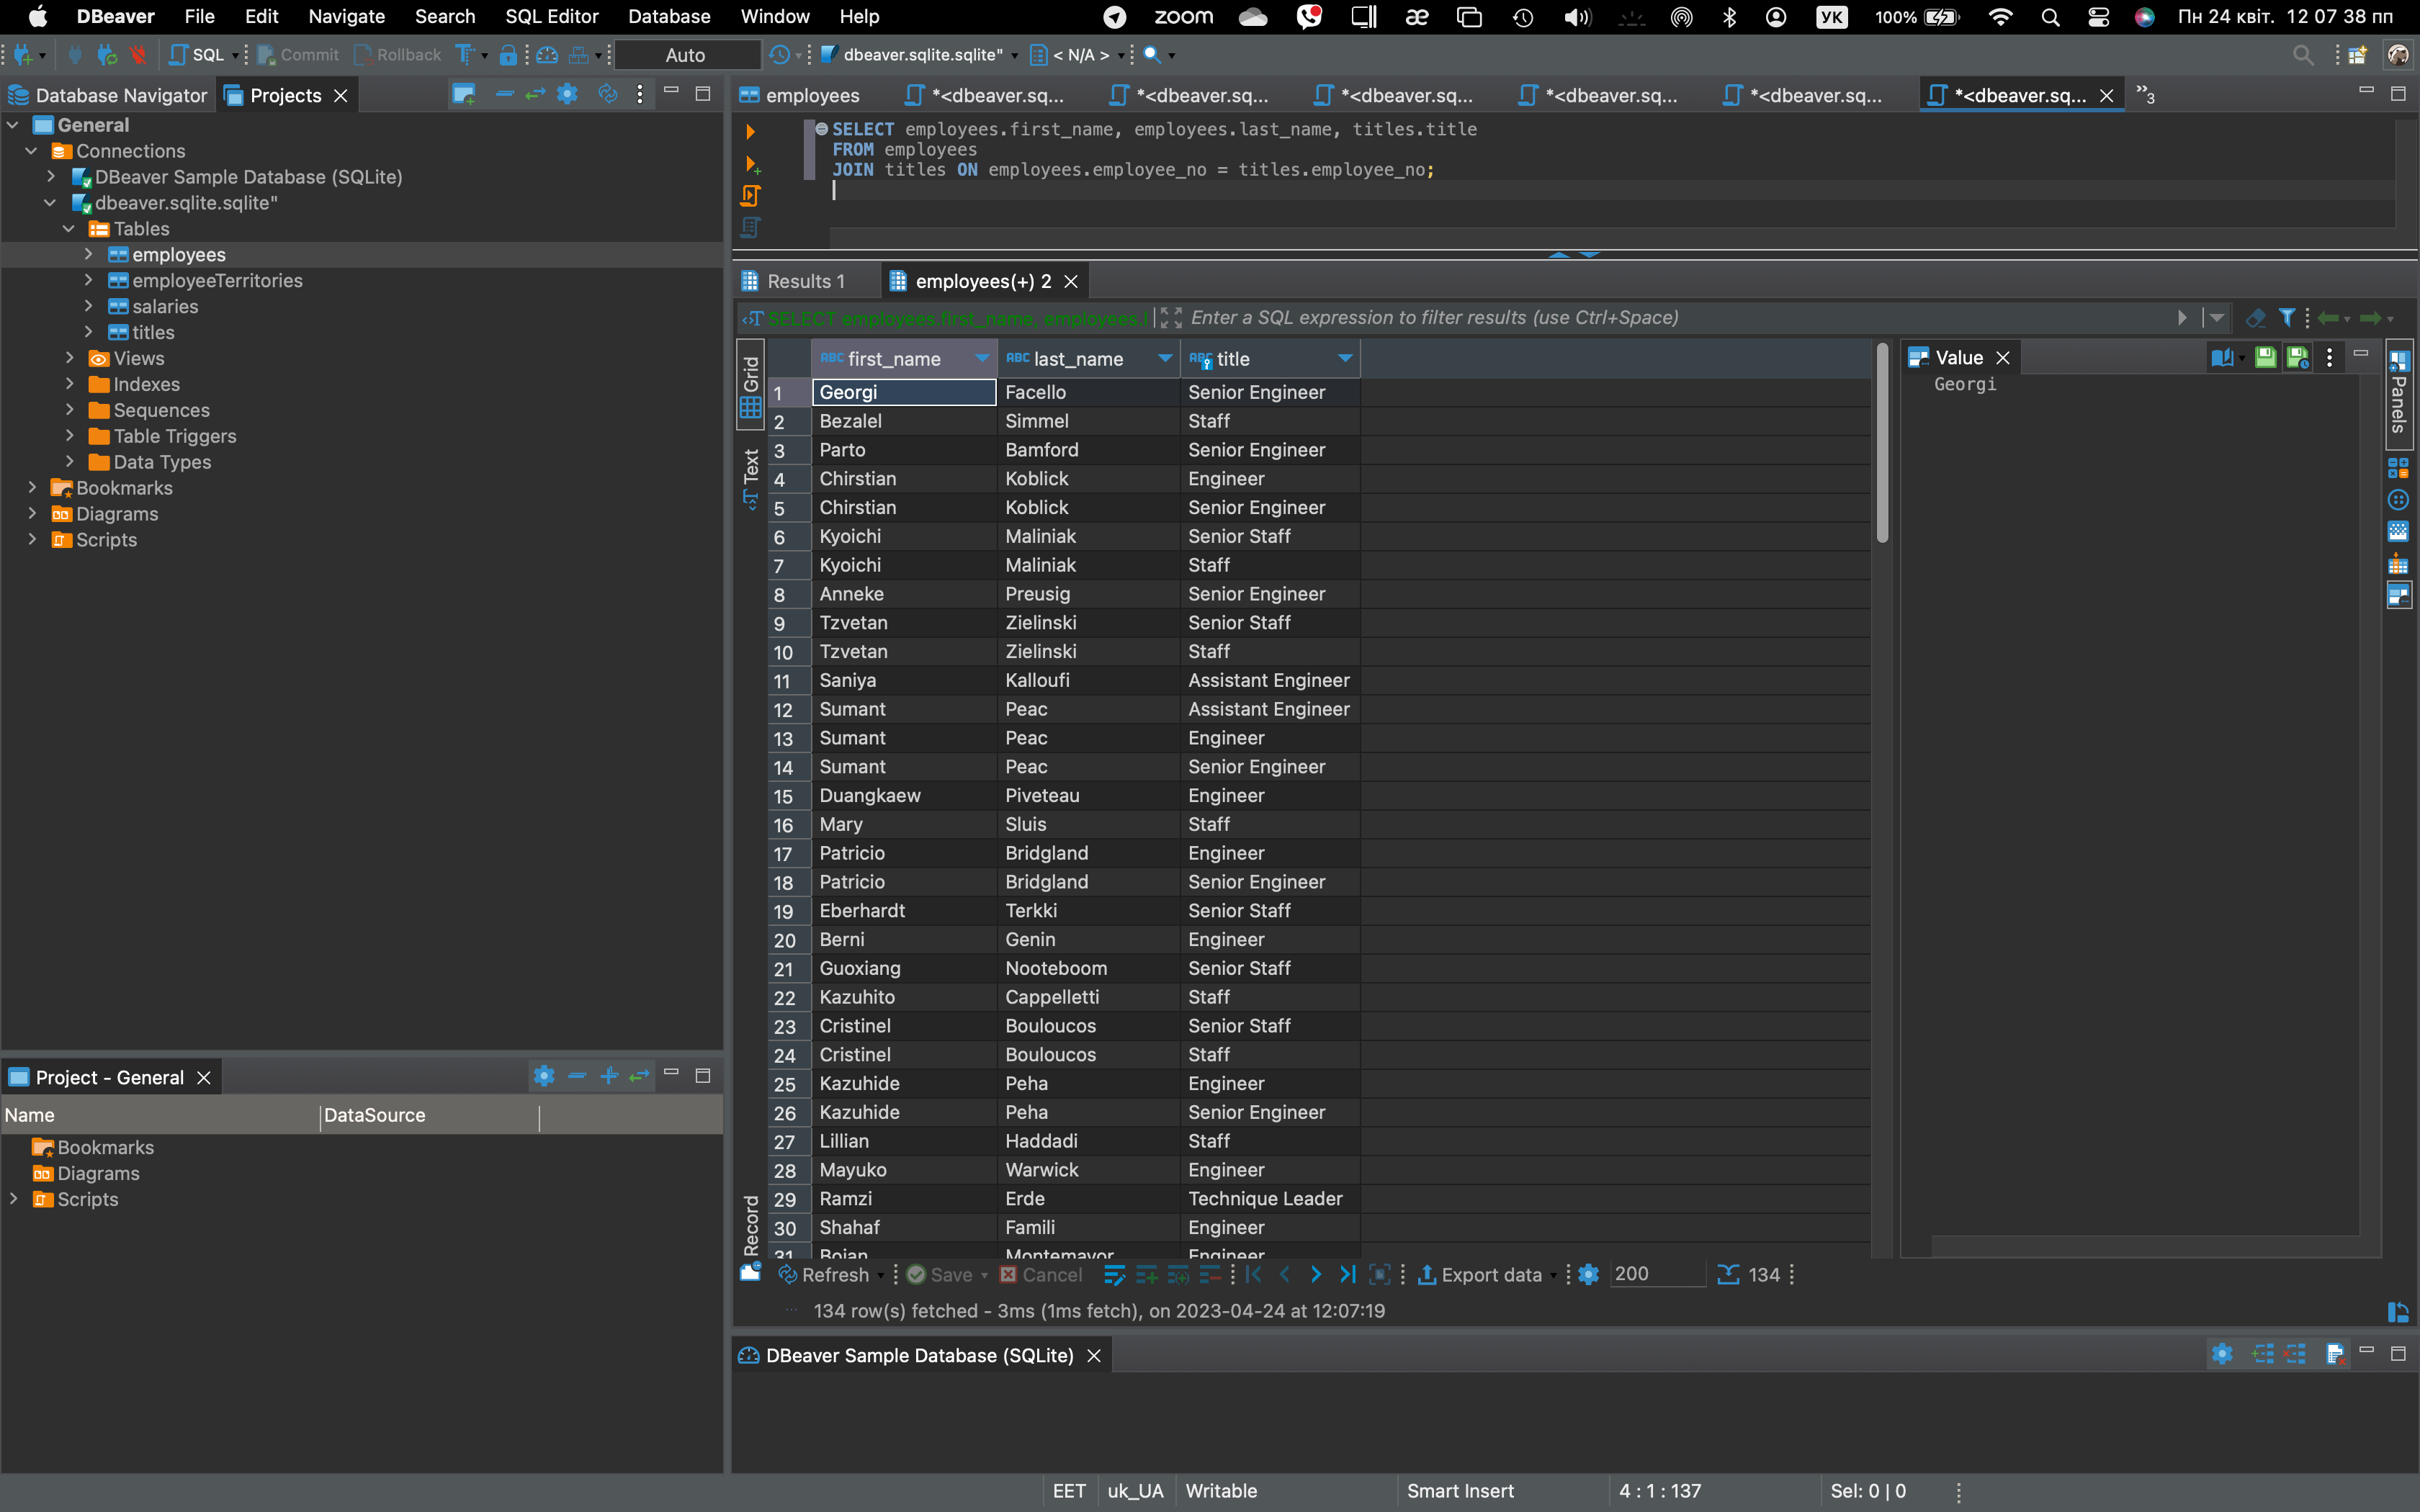 DBeaver File Edit Navigate Search SQL Editor Database Window Help zoom УК 100% Пн 24 квіт. 12 07 38 пп
SQL Commit Rollback T Auto dbeaver.sqlite.sqlite" < N/A >
Database Navigator Projects
General
Connections
DBeaver Sample Database (SQLite)
dbeaver.sqlite.sqlite"
Tables
employees
employeeTerritories
salaries
titles
Views
Indexes
Sequences
Table Triggers
Data Types
Bookmarks
Diagrams
Scripts
Project - General
Name DataSource
Bookmarks
Diagrams
Scripts
employees *<dbeaver.sq... *<dbeaver.sq... *<dbeaver.sq... *<dbeaver.sq... *<dbeaver.sq... *<dbeaver.sq... »3
SELECT employees.first_name, employees.last_name, titles.title
FROM employees
JOIN titles ON employees.employee_no = titles.employee_no;
Results 1 employees(+) 2
SELECT employees.first_name, employees.l Enter a SQL expression to filter results (use Ctrl+Space)
Grid
Text
Record
ABC first_name ABC last_name ABC title
1 Georgi Facello Senior Engineer
2 Bezalel Simmel Staff
3 Parto Bamford Senior Engineer
4 Chirstian Koblick Engineer
5 Chirstian Koblick Senior Engineer
6 Kyoichi Maliniak Senior Staff
7 Kyoichi Maliniak Staff
8 Anneke Preusig Senior Engineer
9 Tzvetan Zielinski Senior Staff
10 Tzvetan Zielinski Staff
11 Saniya Kalloufi Assistant Engineer
12 Sumant Peac Assistant Engineer
13 Sumant Peac Engineer
14 Sumant Peac Senior Engineer
15 Duangkaew Piveteau Engineer
16 Mary Sluis Staff
17 Patricio Bridgland Engineer
18 Patricio Bridgland Senior Engineer
19 Eberhardt Terkki Senior Staff
20 Berni Genin Engineer
21 Guoxiang Nooteboom Senior Staff
22 Kazuhito Cappelletti Staff
23 Cristinel Bouloucos Senior Staff
24 Cristinel Bouloucos Staff
25 Kazuhide Peha Engineer
26 Kazuhide Peha Senior Engineer
27 Lillian Haddadi Staff
28 Mayuko Warwick Engineer
29 Ramzi Erde Technique Leader
30 Shahaf Famili Engineer
31 Bojan Montemayor Engineer
Value
Georgi
Panels
Refresh Save Cancel Export data 200 134
134 row(s) fetched - 3ms (1ms fetch), on 2023-04-24 at 12:07:19
DBeaver Sample Database (SQLite)
EET uk_UA Writable Smart Insert 4 : 1 : 137 Sel: 0 | 0